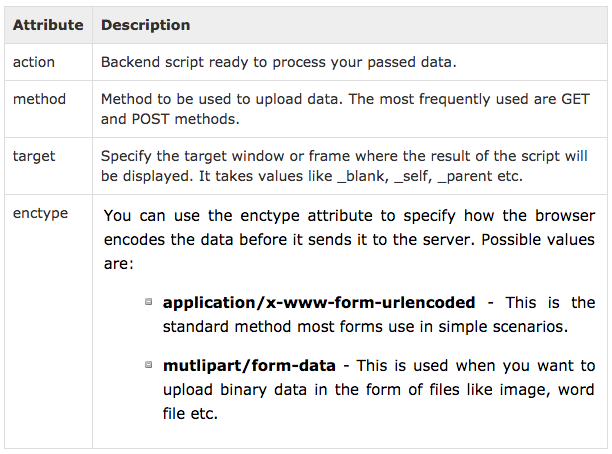 Attribute Description
action Backend script ready to process your passed data.
method Method to be used to upload data. The most frequently used are GET
and POST methods.
target Specify the target window or frame where the result of the script will
be displayed. It takes values like _blank, _self, _parent etc.
enctype You can use the enctype attribute to specify how the browser
encodes the data before it sends it to the server. Possible values
are:
application/x-www-form-urlencoded - This is the
standard method most forms use in simple scenarios.
mutlipart/form-data - This is used when you want to
upload binary data in the form of files like image, word
file etc.